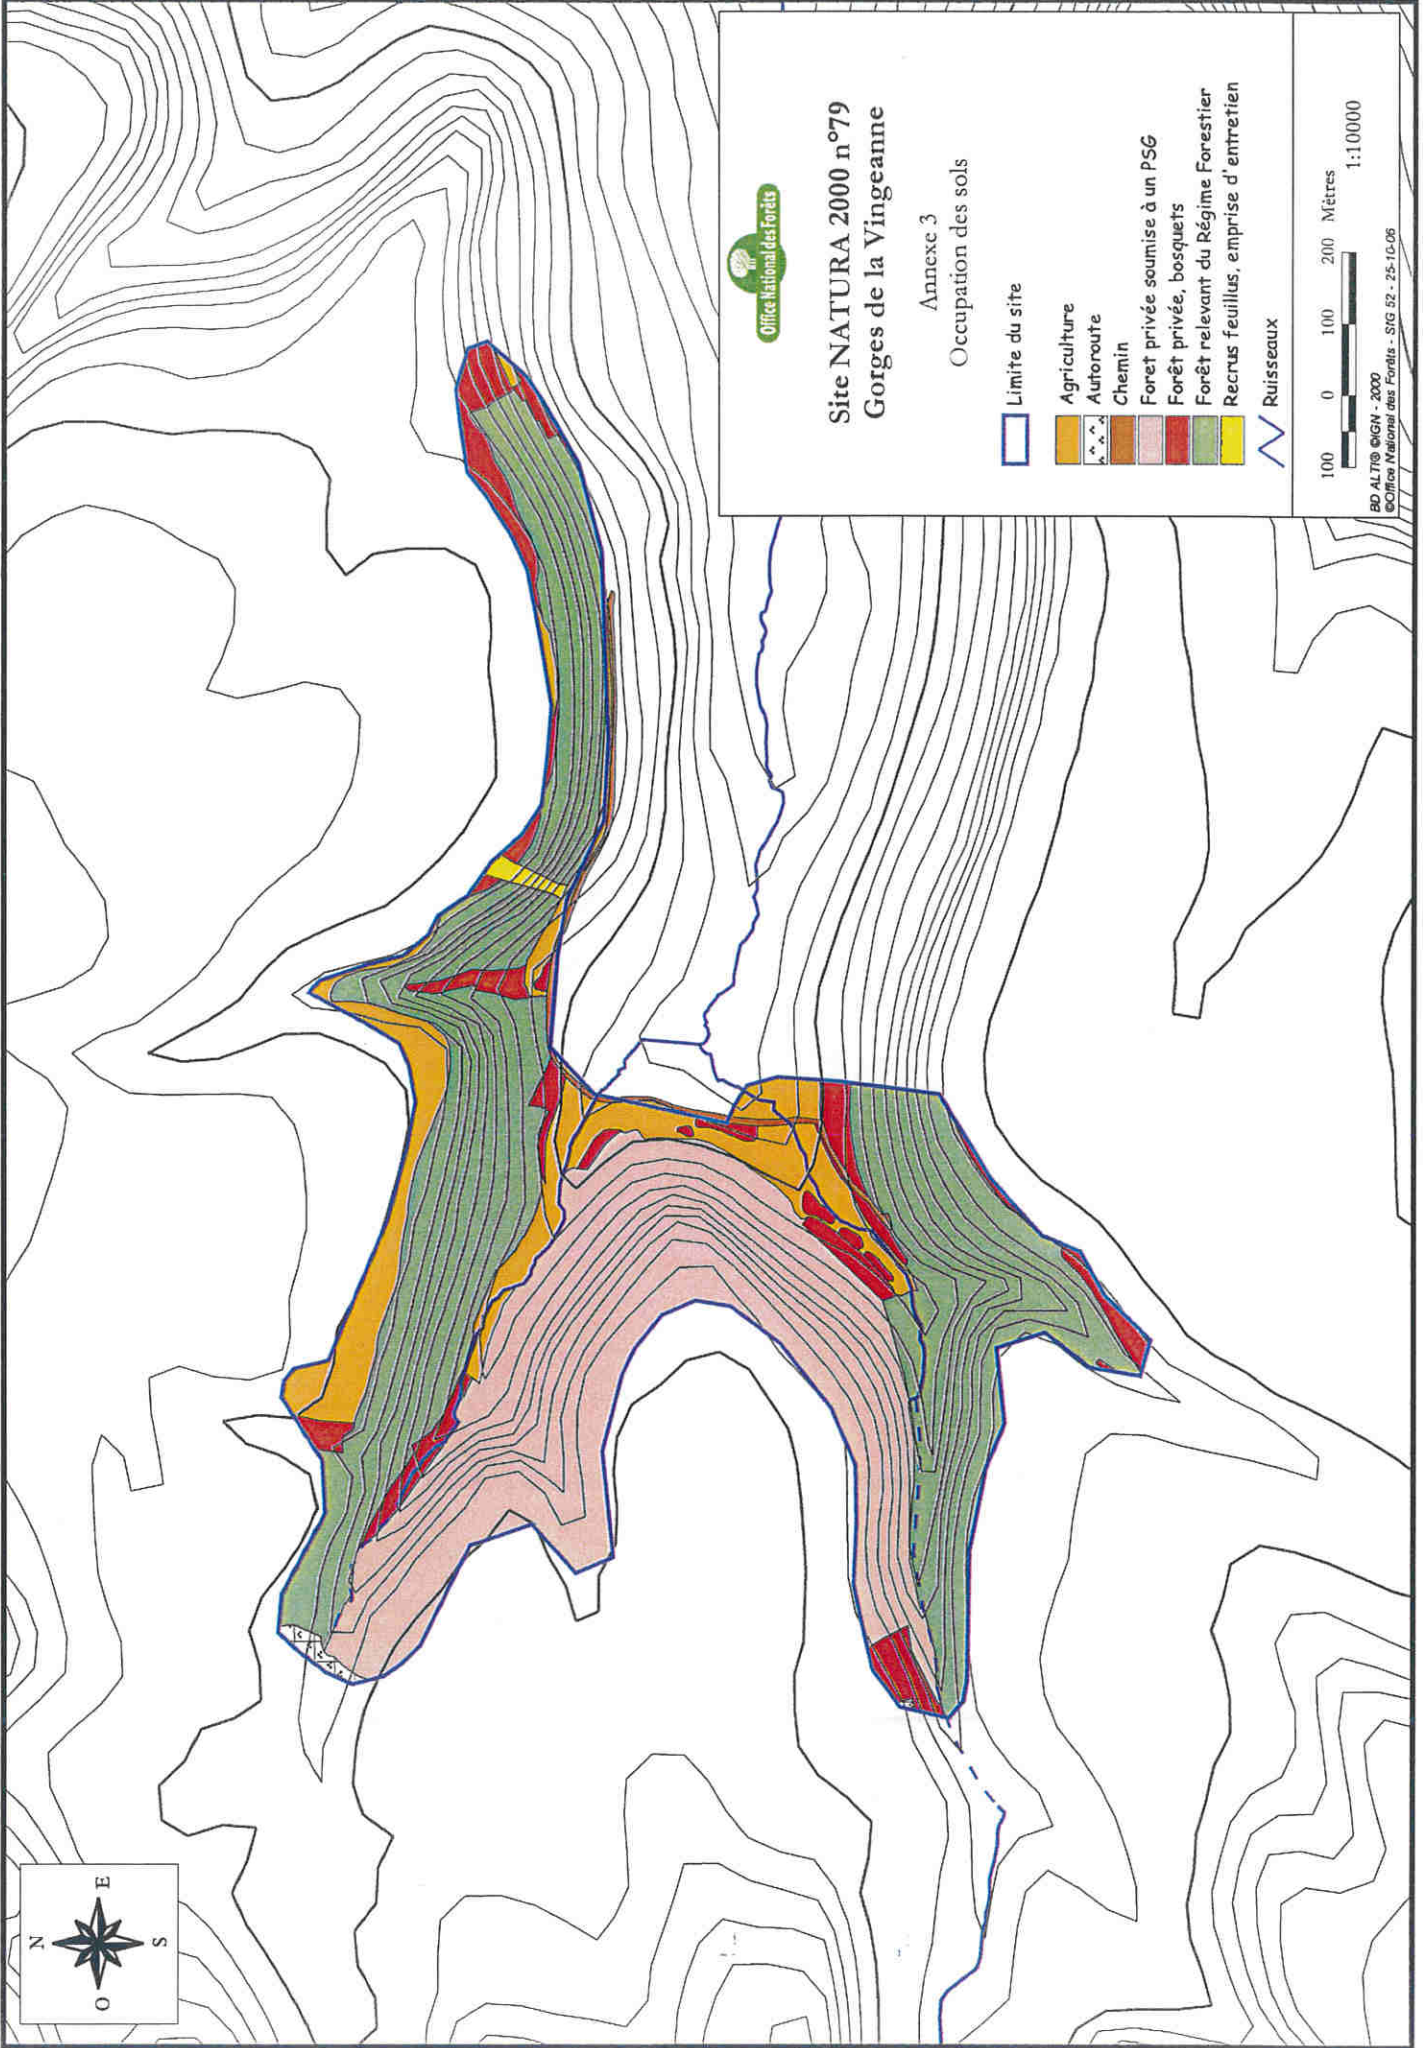 Office National des Forêts
Site NATURA 2000 n°79
Gorges de la Vingeanne
Annexe 3
Occupation des sols
Limite du site
Agriculture
Autoroute
Chemin
Foret privée soumise à un PSG
Forêt privée, bosquets
Forêt relevant du Régime Forestier
Recrus feuillus, emprise d'entretien
Ruisseaux
100 0 100 200 Mètres
1:10000
BD ALTI® ©IGN - 2000
©Office National des Forêts - SIG 52 - 25-10-06
N
O E
S